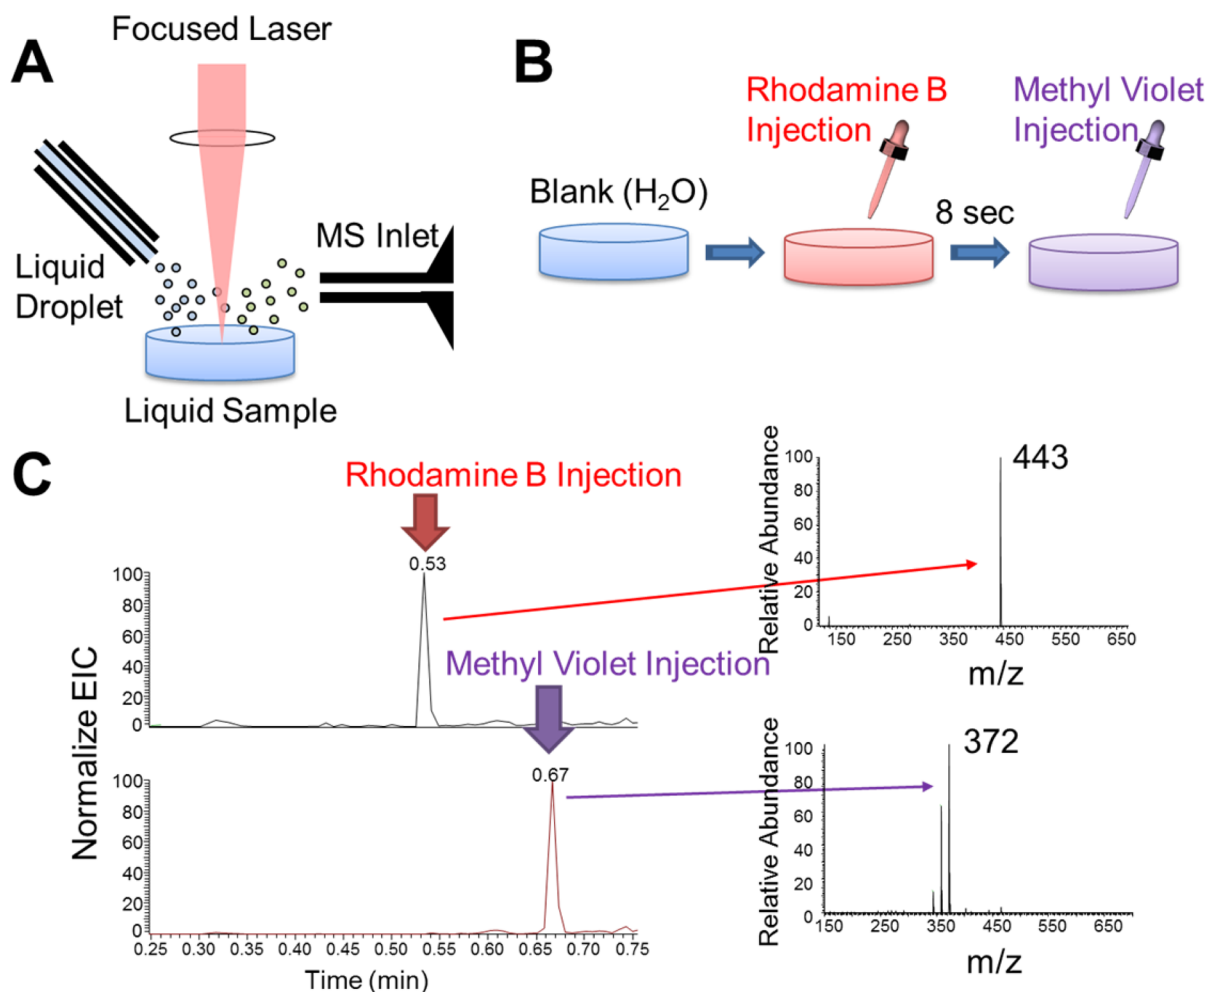 A
Focused Laser
Liquid
Droplet
MS Inlet
Liquid Sample
B
Rhodamine B
Injection
Methyl Violet
Injection
Blank (H₂O)
8 sec
C
Rhodamine B Injection
0.53
100
80
60
40
20
0
Methyl Violet Injection
0.67
100
80
60
40
20
0
Normalize EIC
0.25 0.30 0.35 0.40 0.45 0.50 0.55 0.60 0.65 0.70 0.75
Time (min)
Relative Abundance
443
100
80
60
40
20
0
150 250 350 450 550 650
m/z
Relative Abundance
372
100
80
60
40
20
0
150 250 350 450 550 650
m/z